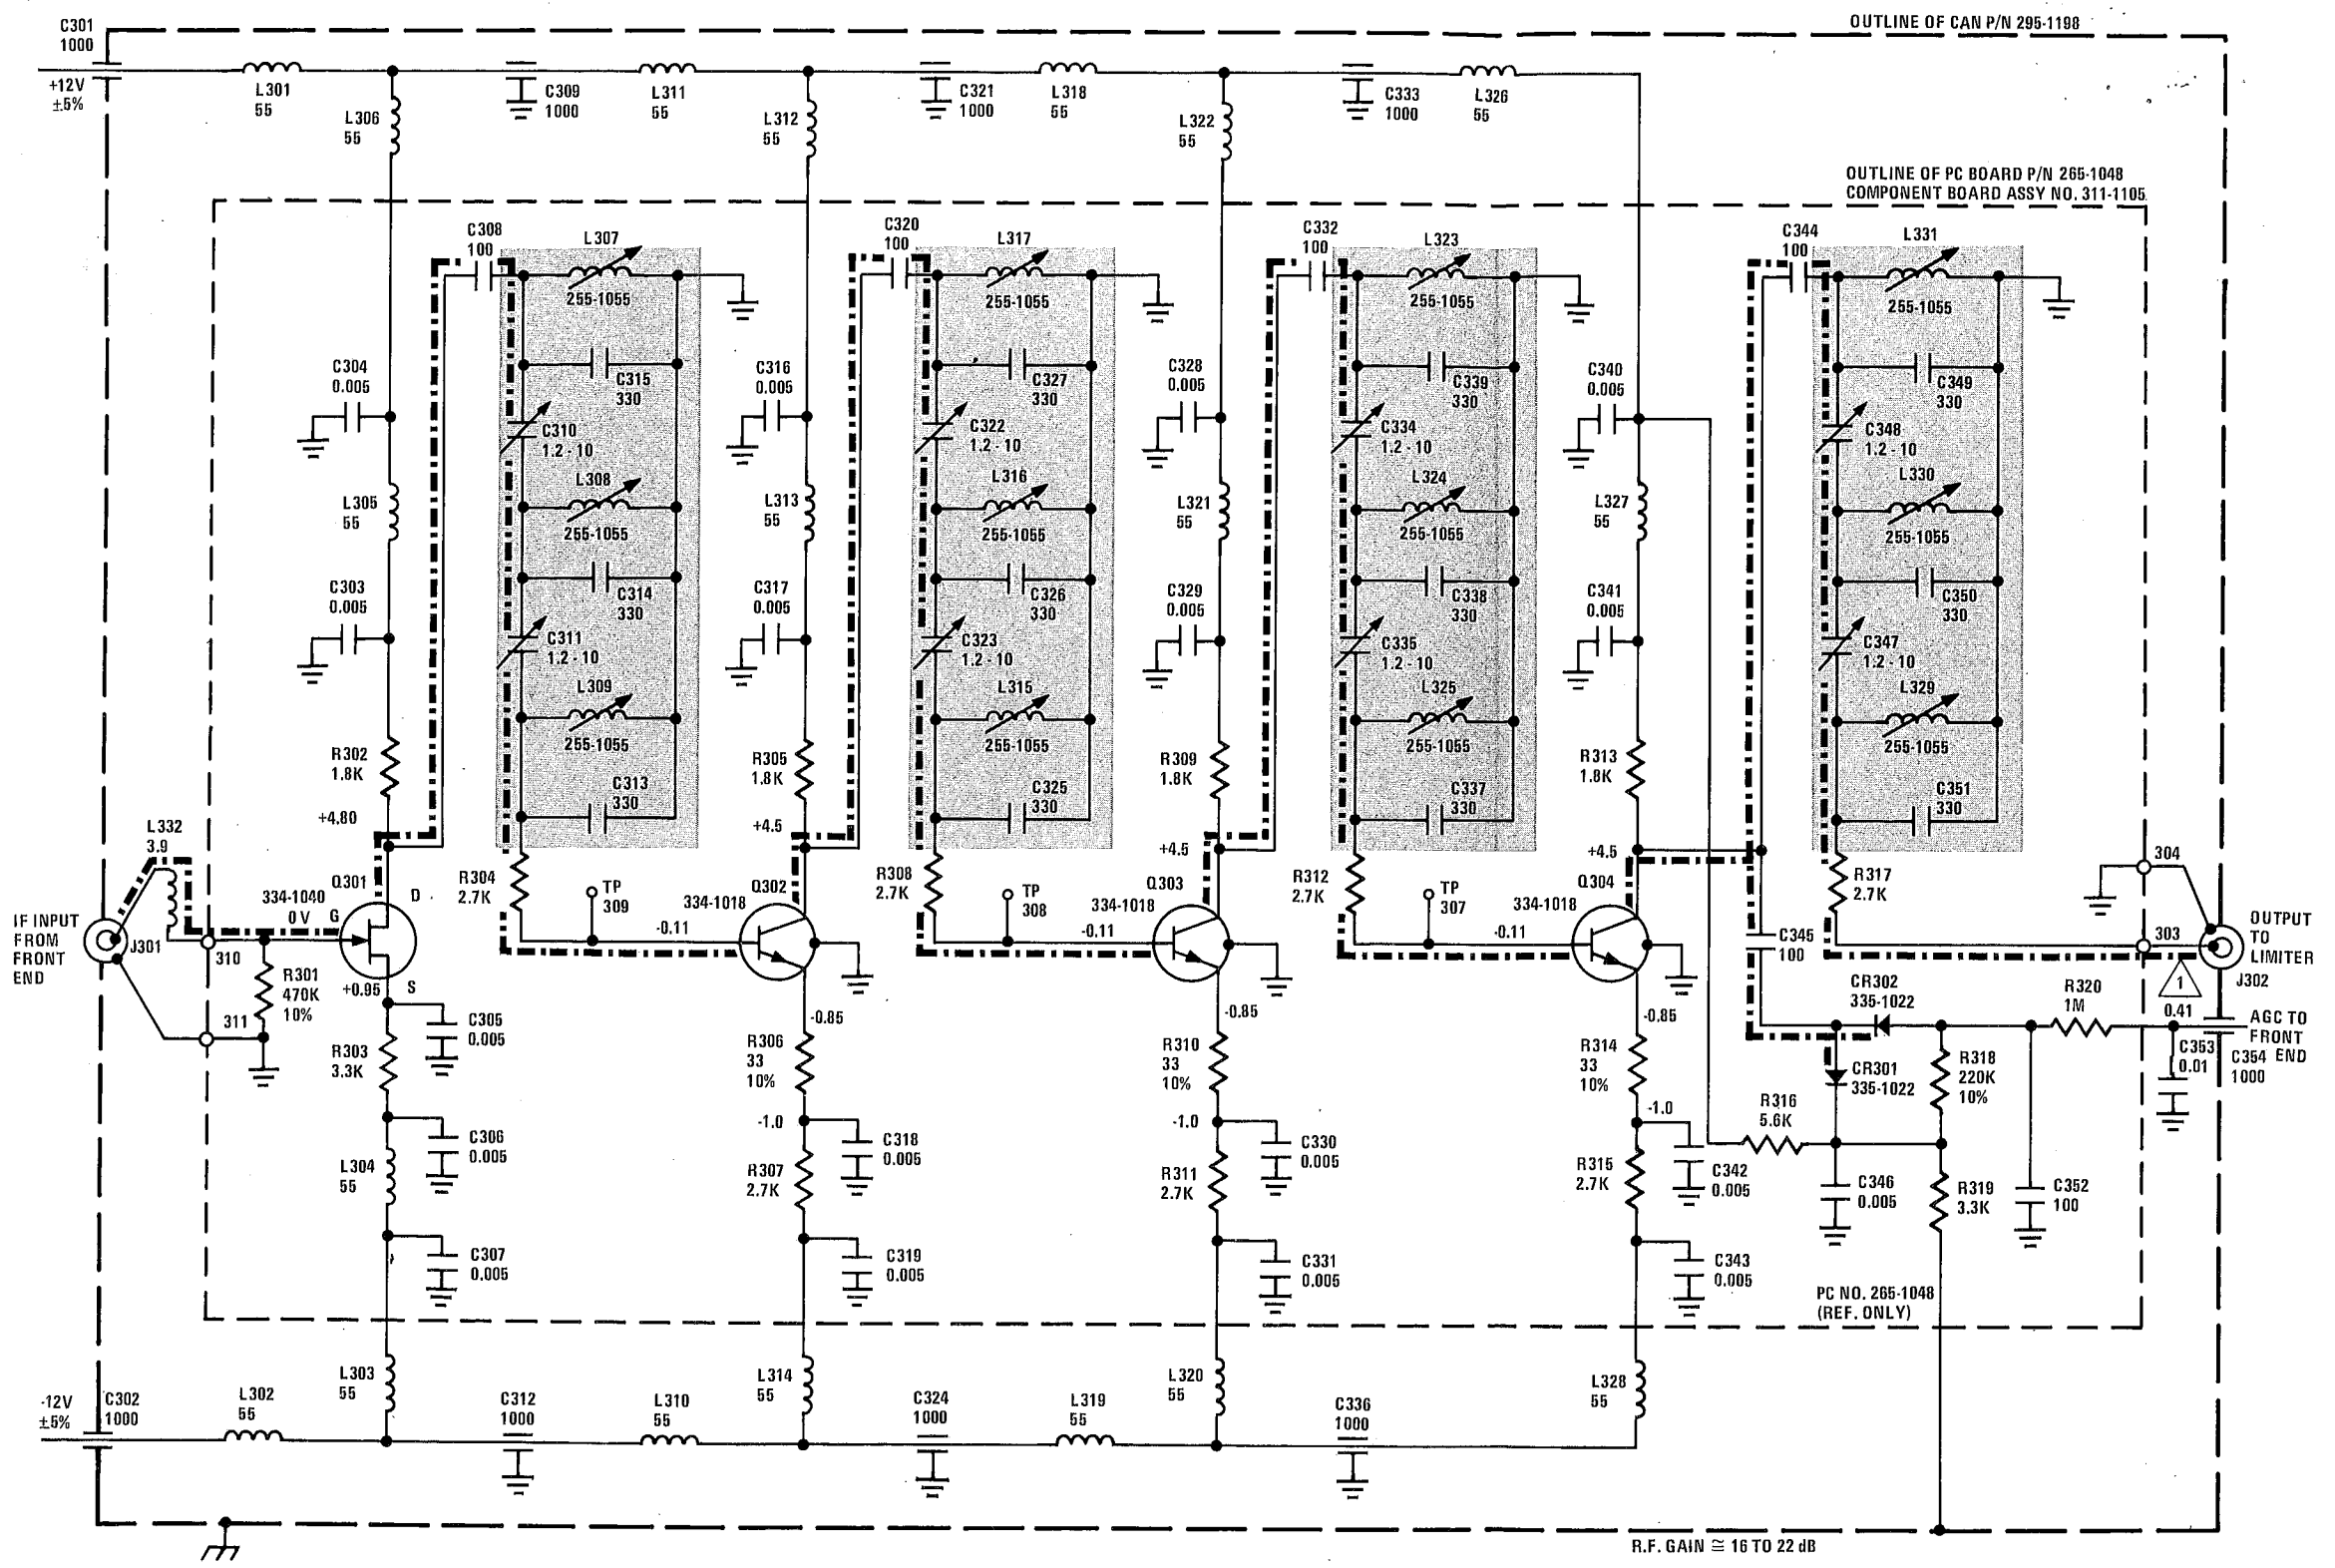 C301
1000
OUTLINE OF CAN P/N 295-1198
+12V
±.5%
L301
55
L306
55
C309
1000
L311
55
L312
55
C321
1000
L318
55
L322
55
C333
1000
L326
55
OUTLINE OF PC BOARD P/N 265-1048
COMPONENT BOARD ASSY NO. 311-1105
C308
100
L307
255-1055
C320
100
L317
255-1055
C332
100
L323
255-1055
C344
100
L331
255-1055
C304
0.005
C315
330
C316
0.005
C327
330
C328
0.005
C339
330
C340
0.005
C349
330
C310
1.2 - 10
C322
1.2 - 10
C334
1.2 - 10
C348
1.2 - 10
L305
55
L308
255-1055
L313
55
L316
255-1055
L321
55
L324
255-1055
L327
55
L330
255-1055
C303
0.005
C314
330
C317
0.005
C326
330
C329
0.005
C338
330
C341
0.005
C350
330
C311
1.2 - 10
C323
1.2 - 10
C335
1.2 - 10
C347
1.2 - 10
L309
255-1055
L315
255-1055
L325
255-1055
L329
255-1055
R302
1.8K
C313
330
R305
1.8K
C325
330
R309
1.8K
C337
330
R313
1.8K
C351
330
+4.80
+4.5
+4.5
+4.5
L332
3.9
Q301
334-1040
0 V
G
D
S
+0.95
R304
2.7K
TP
309
-0.11
Q302
334-1018
R308
2.7K
TP
308
-0.11
Q303
334-1018
R312
2.7K
TP
307
-0.11
Q304
334-1018
R317
2.7K
304
303
IF INPUT
FROM
FRONT
END
J301
310
311
R301
470K
10%
C345
100
OUTPUT
TO
LIMITER
J302
1
0.41
AGC TO
FRONT
END
C353
0.01
C354
1000
CR302
335-1022
R320
1M
C305
0.005
R303
3.3K
-0.85
R306
33
10%
-0.85
R310
33
10%
-0.85
R314
33
10%
CR301
335-1022
R318
220K
10%
R316
5.6K
C306
0.005
L304
55
-1.0
C318
0.005
R307
2.7K
-1.0
C330
0.005
R311
2.7K
-1.0
C342
0.005
R315
2.7K
C346
0.005
R319
3.3K
C352
100
C307
0.005
C319
0.005
C331
0.005
C343
0.005
PC NO. 265-1048
(REF. ONLY)
L303
55
L314
55
L320
55
L328
55
-12V
±.5%
C302
1000
L302
55
C312
1000
L310
55
C324
1000
L319
55
C336
1000
R.F. GAIN ≅ 16 TO 22 dB